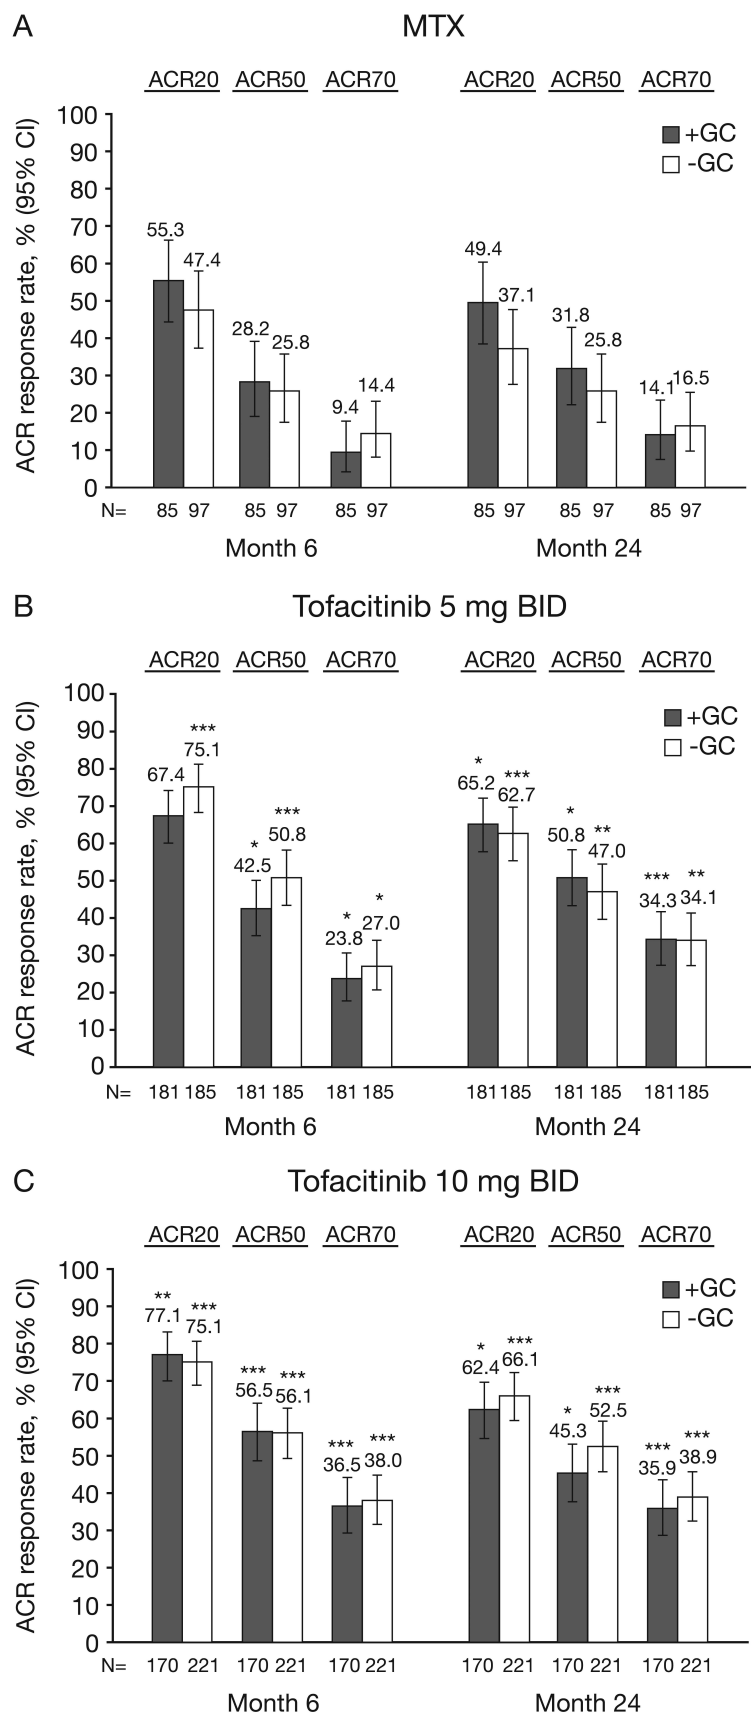 A MTX
ACR20 ACR50 ACR70 ACR20 ACR50 ACR70
ACR response rate, % (95% CI)
100
90
80
70
60
50
40
30
20
10
0
+GC
-GC
55.3 47.4 28.2 25.8 9.4 14.4 49.4 37.1 31.8 25.8 14.1 16.5
N= 85 97 85 97 85 97 85 97 85 97 85 97
Month 6 Month 24
B Tofacitinib 5 mg BID
ACR20 ACR50 ACR70 ACR20 ACR50 ACR70
ACR response rate, % (95% CI)
100
90
80
70
60
50
40
30
20
10
0
+GC
-GC
*** * *** * * * *** * ** *** **
67.4 75.1 42.5 50.8 23.8 27.0 65.2 62.7 50.8 47.0 34.3 34.1
N= 181 185 181 185 181 185 181 185 181 185 181 185
Month 6 Month 24
C Tofacitinib 10 mg BID
ACR20 ACR50 ACR70 ACR20 ACR50 ACR70
ACR response rate, % (95% CI)
100
90
80
70
60
50
40
30
20
10
0
+GC
-GC
** *** *** *** *** *** * *** * *** *** ***
77.1 75.1 56.5 56.1 36.5 38.0 62.4 66.1 45.3 52.5 35.9 38.9
N= 170 221 170 221 170 221 170 221 170 221 170 221
Month 6 Month 24